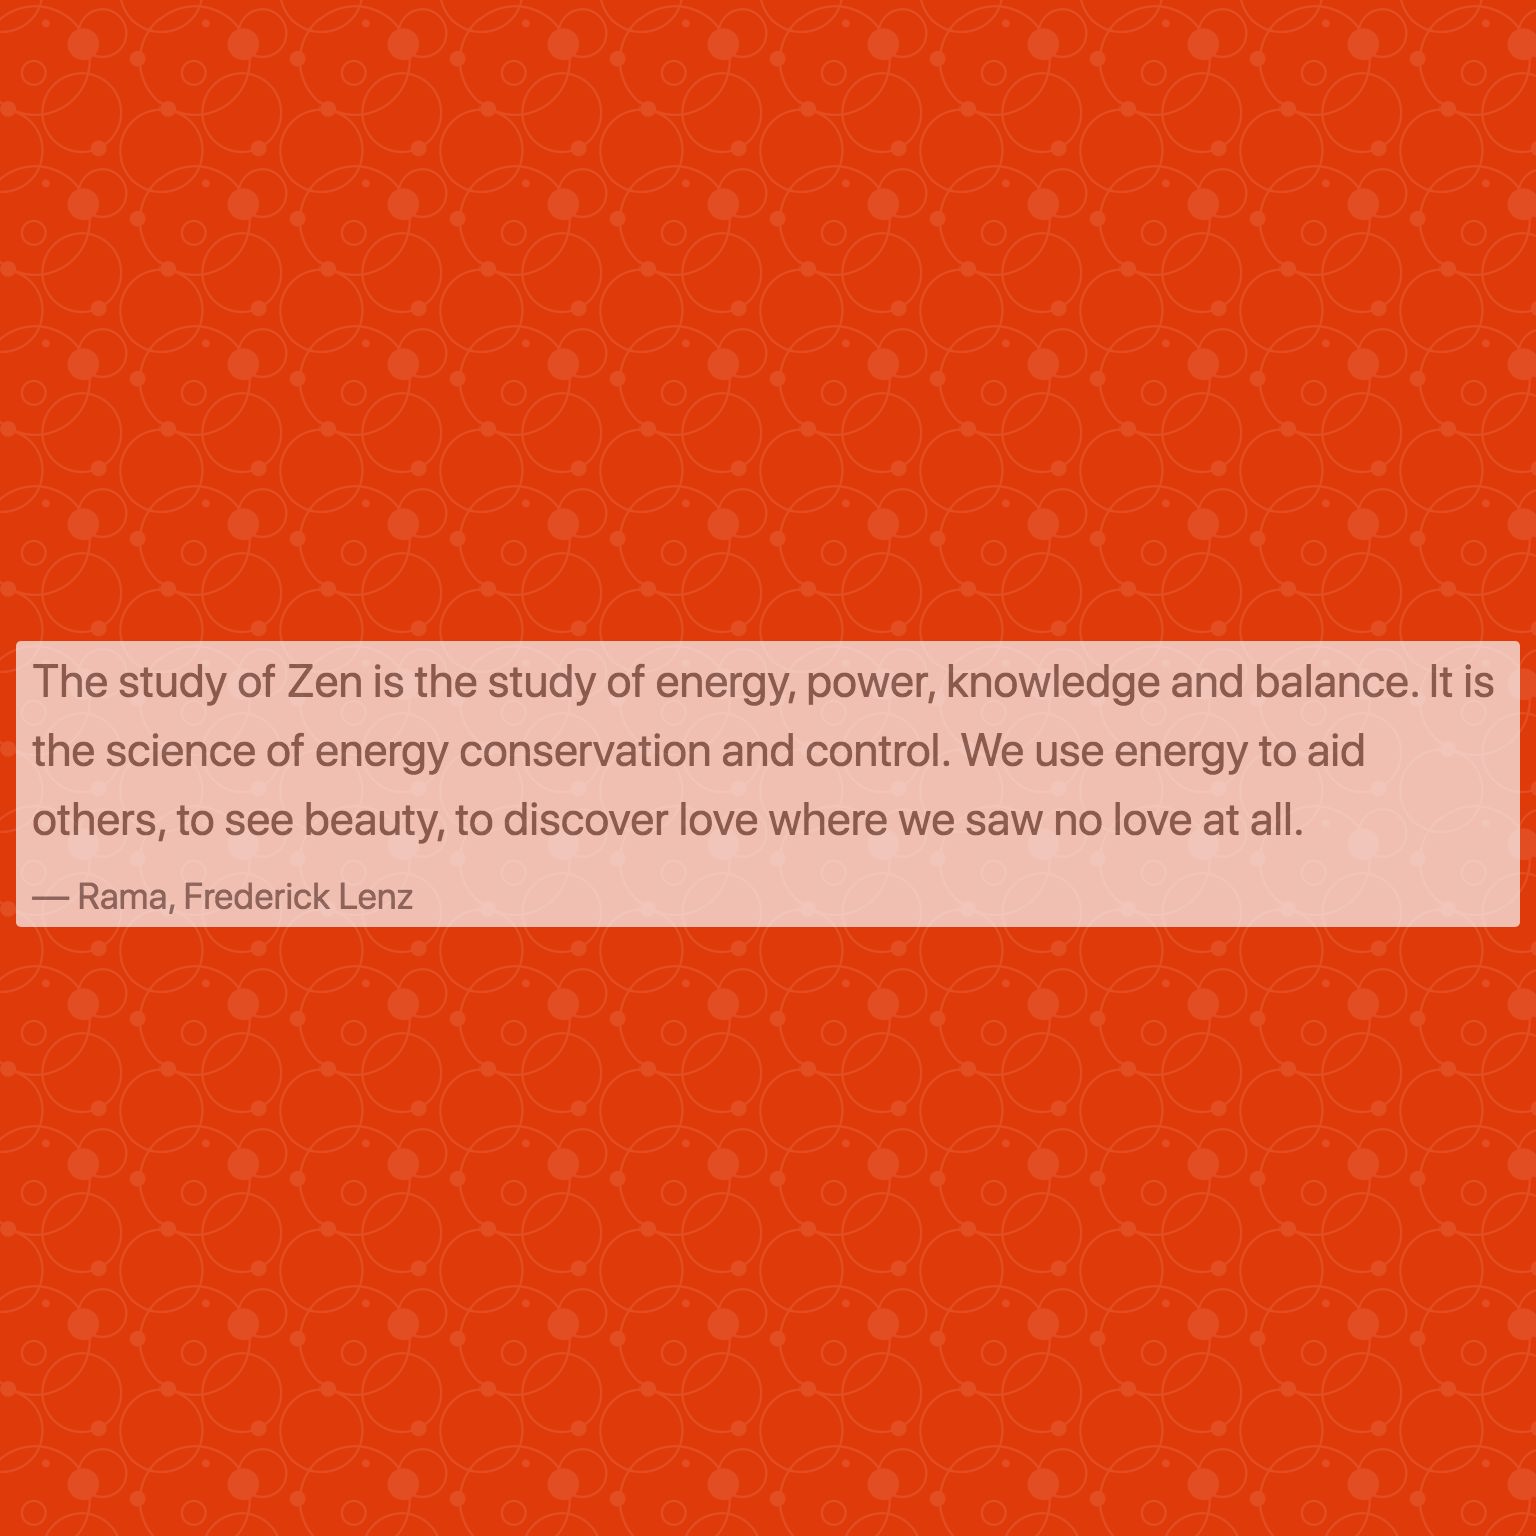 The study of Zen is the study of energy, power, knowledge and balance. It is
the science of energy conservation and control. We use energy to aid
others, to see beauty, to discover love where we saw no love at all.
— Rama, Frederick Lenz